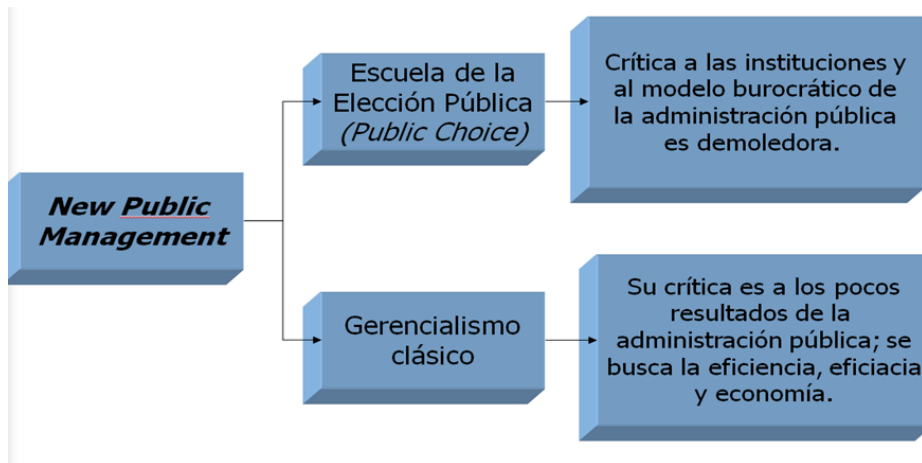 New Public
Management
Escuela de la
Elección Pública
(Public Choice)
Crítica a las instituciones y
al modelo burocrático de
la administración pública
es demoledora.
Gerencialismo
clásico
Su crítica es a los pocos
resultados de la
administración pública; se
busca la eficiencia, eficiacia
y economía.